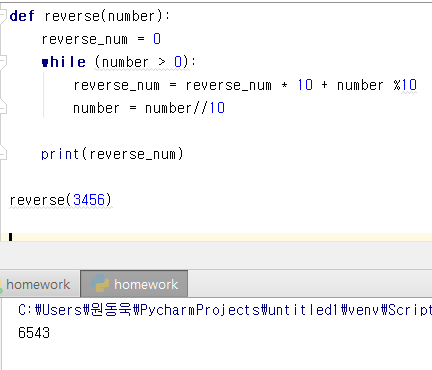 def reverse(number):
    reverse_num = 0
    while (number > 0):
        reverse_num = reverse_num * 10 + number %10
        number = number//10
    print(reverse_num)
reverse(3456)
homework homework
C:₩Users₩원동욱₩PycharmProjects₩untitled1₩venv₩Script
6543